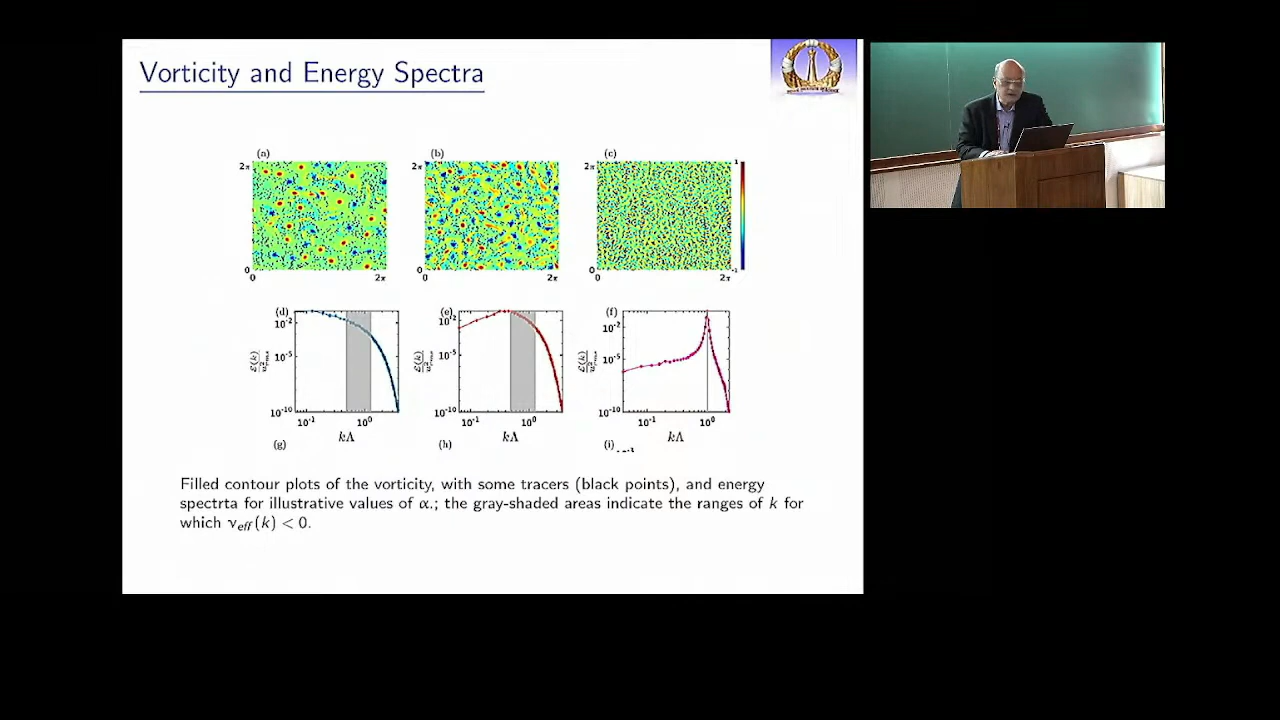 Vorticity and Energy Spectra
(a) (b) (c)
2π 2π 2π 1
0 0 0 -1
0 2π 0 2π 0 2π
(d) (e) (f)
10⁻² 10⁻² 10⁻²
10⁻⁵ 10⁻⁵ 10⁻⁵
10⁻¹⁰ 10⁻¹⁰ 10⁻¹⁰
10⁻¹ 10⁰ 10⁻¹ 10⁰ 10⁻¹ 10⁰
kΛ kΛ kΛ
(g) (h) (i)
Filled contour plots of the vorticity, with some tracers (black points), and energy
spectrta for illustrative values of α.; the gray-shaded areas indicate the ranges of k for
which νeff(k) < 0.